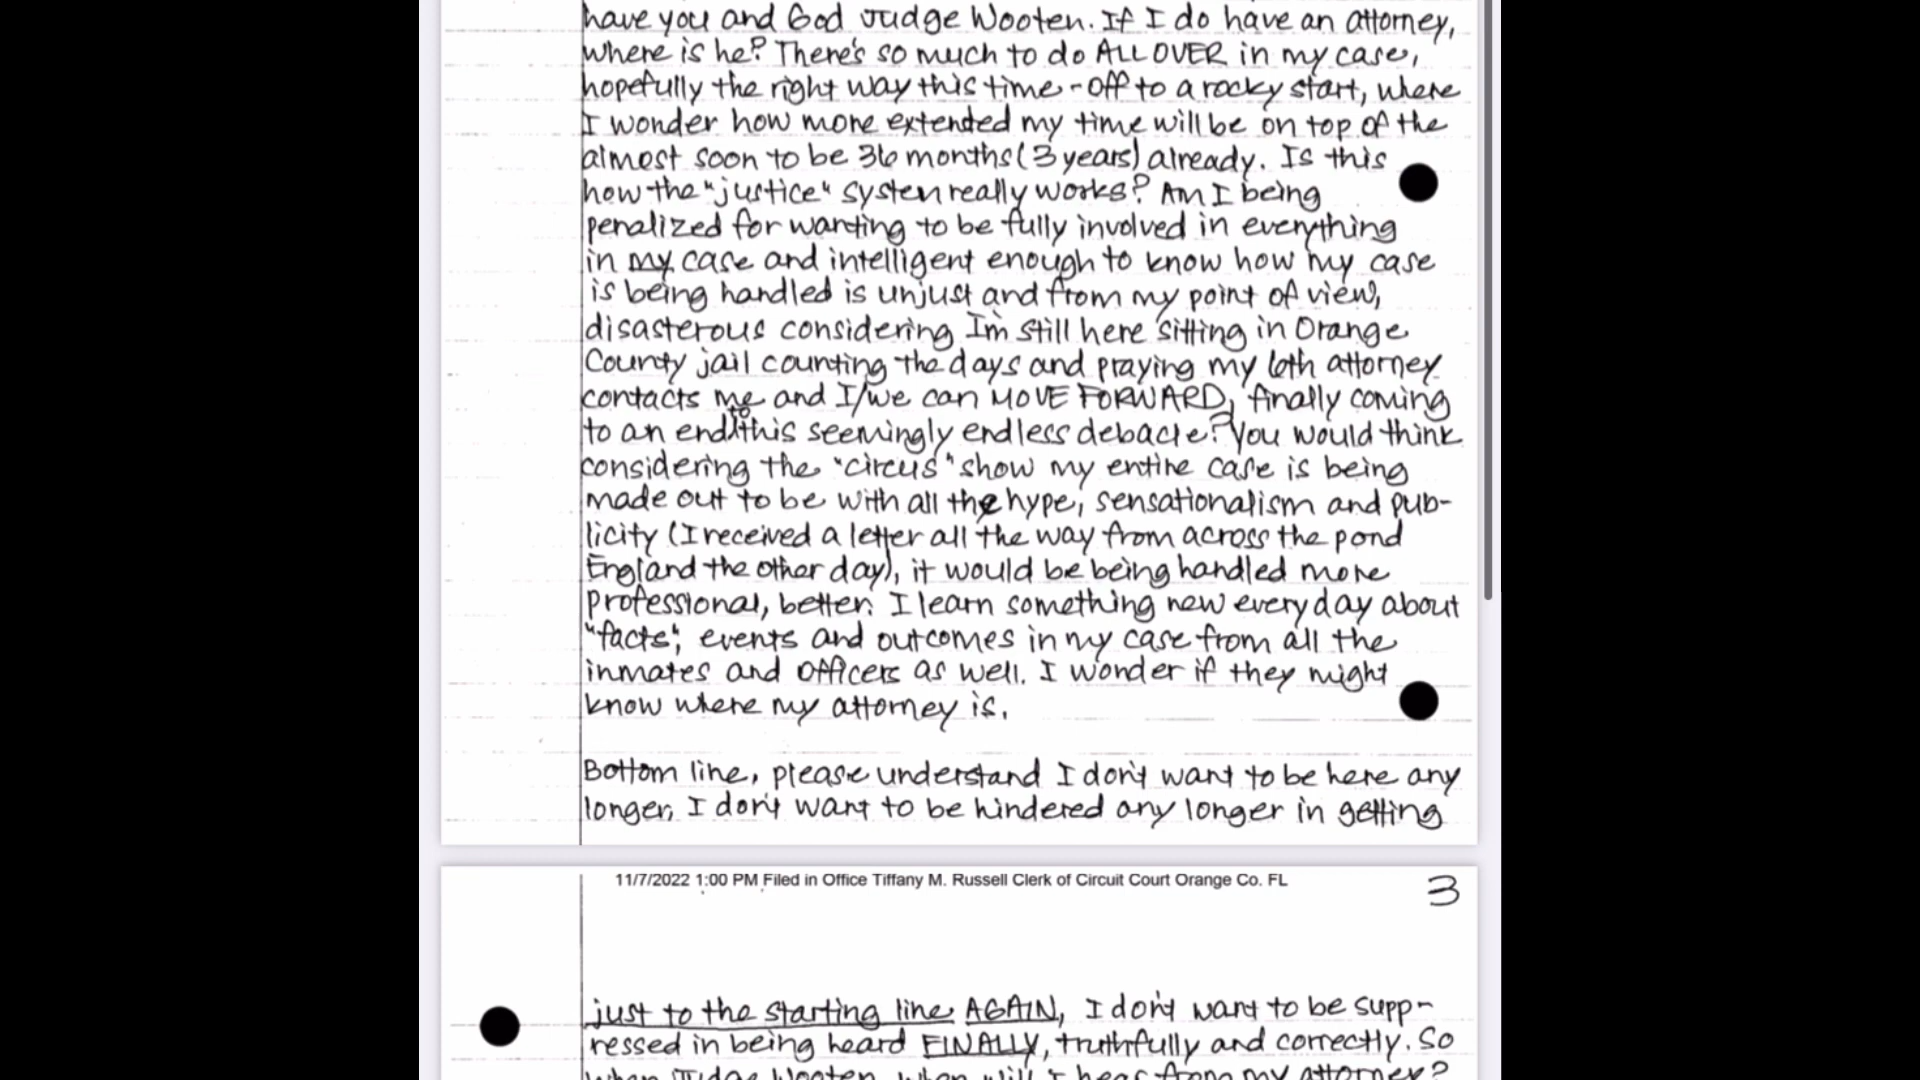 have you and God Judge Wooten. If I do have an attorney,
where is he? There's so much to do ALL OVER in my case,
hopefully the right way this time - off to a rocky start, where
I wonder how more extended my time will be on top of the
almost soon to be 36 months (3 years) already. Is this
how the "justice" systen really works? Am I being
penalized for wanting to be fully involved in everything
in my case and intelligent enough to know how my case
is being handled is unjust and from my point of view,
disasterous considering I'm still here sitting in Orange
County jail counting the days and praying my 6th attorney
contacts me and I/we can MOVE FORWARD, finally coming
to an end to this seemingly endless debacle? You would think
considering the "circus" show my entire case is being
made out to be with all the hype, sensationalism and pub-
licity (I received a letter all the way from across the pond
England the other day), it would be being handled more
professional, better. I learn something new every day about
"facts", events and outcomes in my case from all the
inmates and officers as well. I wonder if they might
know where my attorney is.
Bottom line, please understand I don't want to be here any
longer, I don't want to be hindered any longer in getting
11/7/2022 1:00 PM Filed in Office Tiffany M. Russell Clerk of Circuit Court Orange Co. FL
3
just to the starting line AGAIN, I don't want to be supp-
ressed in being heard FINALLY, truthfully and correctly. So
when Judge Wooten, when will I hear from my attorney?